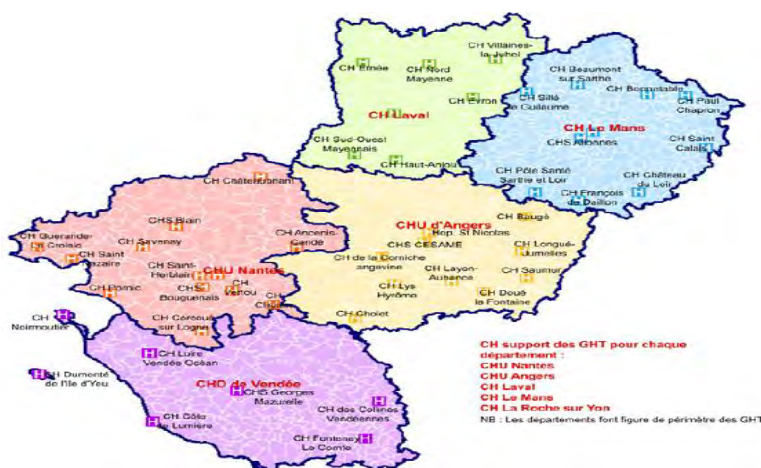 CH Villaines-
la-Juhel
CH Ernée
CH Nord
Mayenne
CH Evron
CH Laval
CH Sud-Ouest
Mayennais
CH Haut-Anjou
CH Beaumont
sur Sarthe
CH Sillé
le Guillaume
CH Bonnétable
CH Paul
Chapron
CH Le Mans
CHS Allonnes
CH Saint
Calais
CH Pôle Santé
Sarthe et Loir
CH François
de Daillon
CH Château
du Loir
CH Châteaubriant
CHS Blain
CH Ancenis
Candé
CH Guérande-
Le Croisic
CH Savenay
CH Saint
Nazaire
CH Saint-
Herblain
CHU Nantes
CH Pornic
CHS
Bouguenais
CH
Vertou
CH
CH Corcoué
sur Logne
CHU d'Angers
CH Baugé
Hop. St Nicolas
CHS CESAME
CH de la Corniche
angevine
CH Longué-
Jumelles
CH Layon-
Aubance
CH Saumur
CH Lys
Hyrôme
CH Doué
la Fontaine
CH Cholet
CH
Noirmoutier
CH Loire
Vendée Océan
CHD de Vendée
CH Dumonté
de l'Ile d'Yeu
CHS Georges
Mazurelle
CH des Collines
Vendéennes
CH Côte
de Lumière
CH Fontenay
Le Comte
CH support des GHT pour chaque
département :
CHU Nantes
CHU Angers
CH Laval
CH Le Mans
CH La Roche sur Yon
NB : Les départements font figure de périmètre des GHT